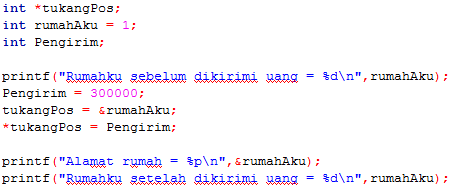 int *tukangPos;
int rumahAku = 1;
int Pengirim;
printf("Rumahku sebelum dikirimi uang = %d\n",rumahAku);
Pengirim = 300000;
tukangPos = &rumahAku;
*tukangPos = Pengirim;
printf("Alamat rumah = %p\n",&rumahAku);
printf("Rumahku setelah dikirimi uang = %d\n",rumahAku);